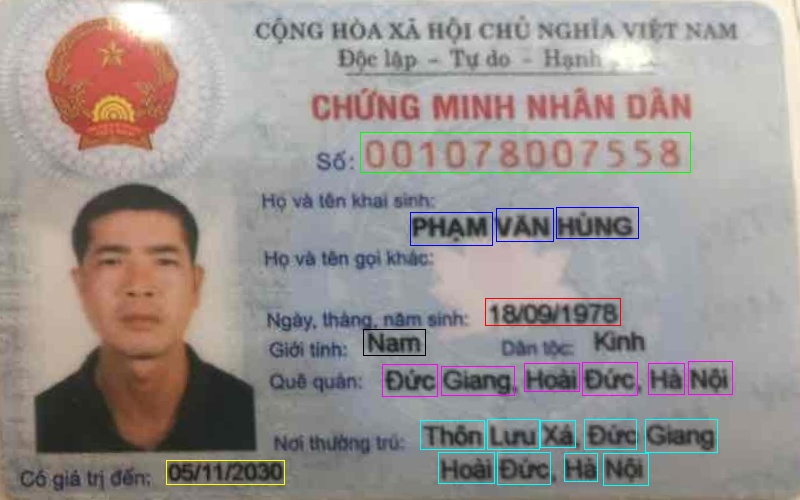 CỘNG HÒA XÃ HỘI CHỦ NGHĨA VIỆT NAM
Độc lập - Tự do - Hạnh
CHỨNG MINH NHÂN DÂN
Số: 001078007558
Họ và tên khai sinh:
PHẠM VĂN HÙNG
Họ và tên gọi khác:
Ngày, tháng, năm sinh: 18/09/1978
Giới tính: Nam Dân tộc: Kinh
Quê quán: Đức Giang, Hoài Đức, Hà Nội
Nơi thường trú: Thôn Lưu Xá, Đức Giang
Hoài Đức, Hà Nội
Có giá trị đến: 05/11/2030